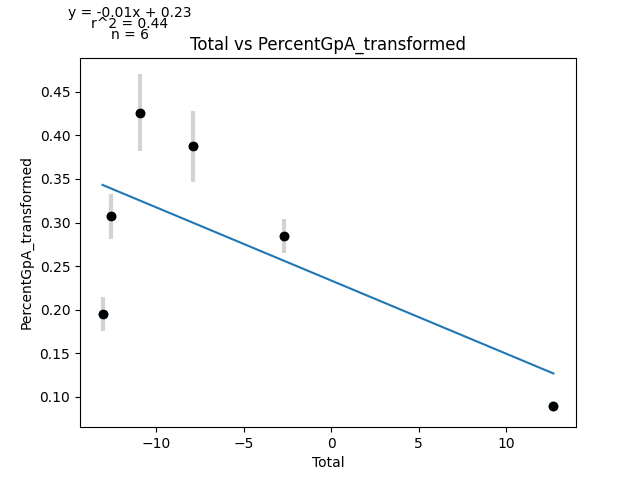 y = -0.01x + 0.23
r^2 = 0.44
n = 6
Total vs PercentGpA_transformed
PercentGpA_transformed
0.45
0.40
0.35
0.30
0.25
0.20
0.15
0.10
−10
−5
0
5
10
Total